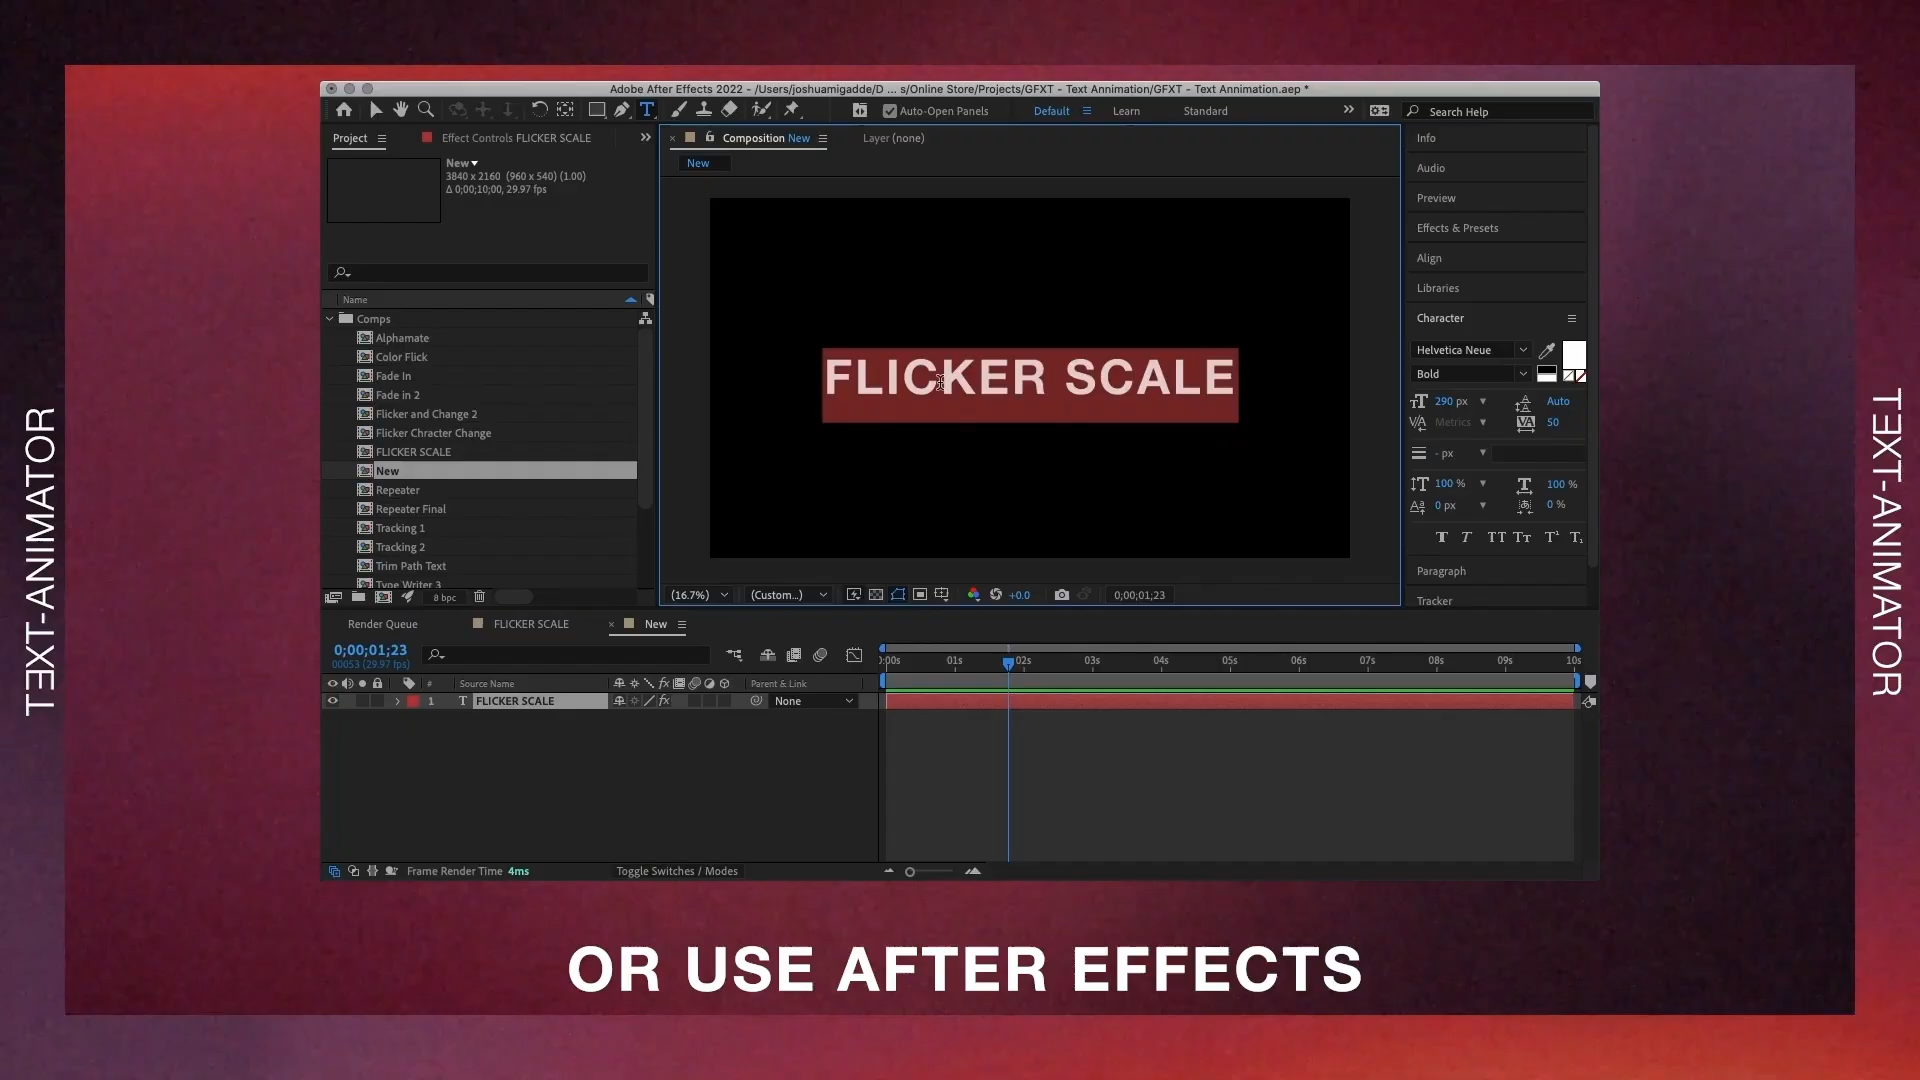 Adobe After Effects 2022 - /Users/joshuamigadde/D ... s/Online Store/Projects/GFXT - Text Annimation/GFXT - Text Annimation.aep *
Auto-Open Panels
Default
Learn
Standard
Search Help
Project
Effect Controls FLICKER SCALE
Composition New
Layer (none)
New
New
3840 x 2160 (960 x 540) (1.00)
Δ 0;00;10;00, 29.97 fps
Name
Comps
Alphamate
Color Flick
Fade In
Fade in 2
Flicker and Change 2
Flicker Chracter Change
FLICKER SCALE
New
Repeater
Repeater Final
Tracking 1
Tracking 2
Trim Path Text
Type Writer 3
8 bpc
FLICKER SCALE
(16.7%)
(Custom...)
+0.0
0;00;01;23
Info
Audio
Preview
Effects & Presets
Align
Libraries
Character
Helvetica Neue
Bold
290 px
Auto
Metrics
50
- px
100 %
100 %
0 px
0 %
Paragraph
Tracker
Render Queue
FLICKER SCALE
New
0;00;01;23
00053 (29.97 fps)
0:00s
01s
02s
03s
04s
05s
06s
07s
08s
09s
10s
#
Source Name
Parent & Link
1
T
FLICKER SCALE
None
Frame Render Time 4ms
Toggle Switches / Modes
OR USE AFTER EFFECTS
TEXT-ANIMATOR
TEXT-ANIMATOR